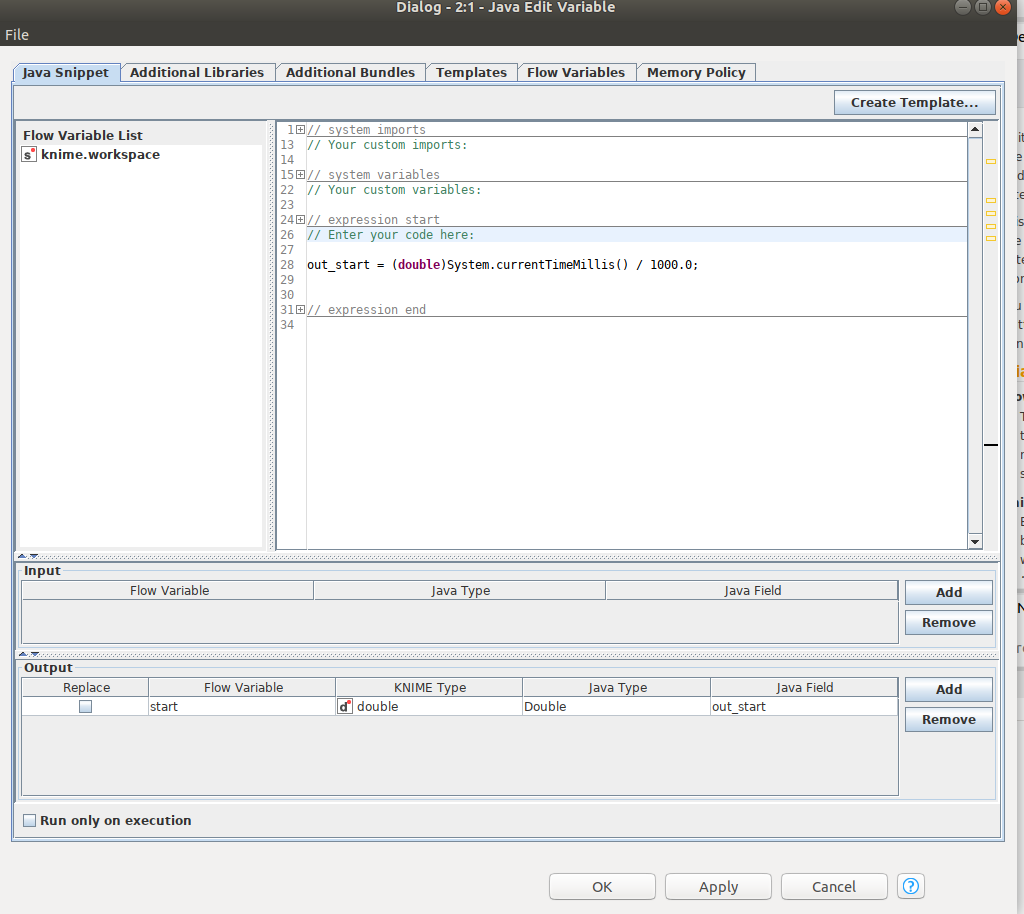 Dialog - 2:1 - Java Edit Variable
File
Java Snippet Additional Libraries Additional Bundles Templates Flow Variables Memory Policy
Create Template...
Flow Variable List
s knime.workspace
1 // system imports
13 // Your custom imports:
14
15 // system variables
22 // Your custom variables:
23
24 // expression start
26 // Enter your code here:
27
28 out_start = (double)System.currentTimeMillis() / 1000.0;
29
30
31 // expression end
34
Input
Flow Variable Java Type Java Field
Add
Remove
Output
Replace Flow Variable KNIME Type Java Type Java Field
start d double Double out_start
Add
Remove
Run only on execution
OK Apply Cancel ?